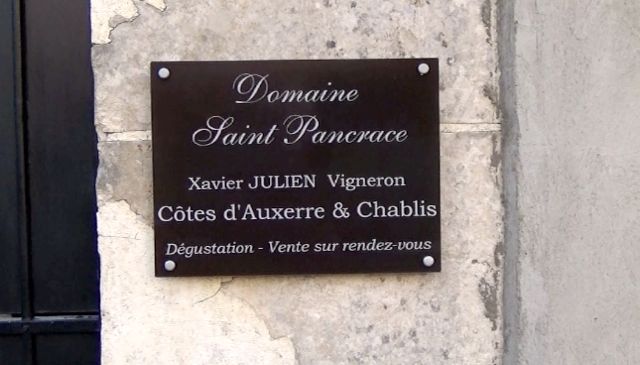 Domaine
Saint Pancrace
Xavier JULIEN Vigneron
Côtes d'Auxerre & Chablis
Dégustation - Vente sur rendez-vous